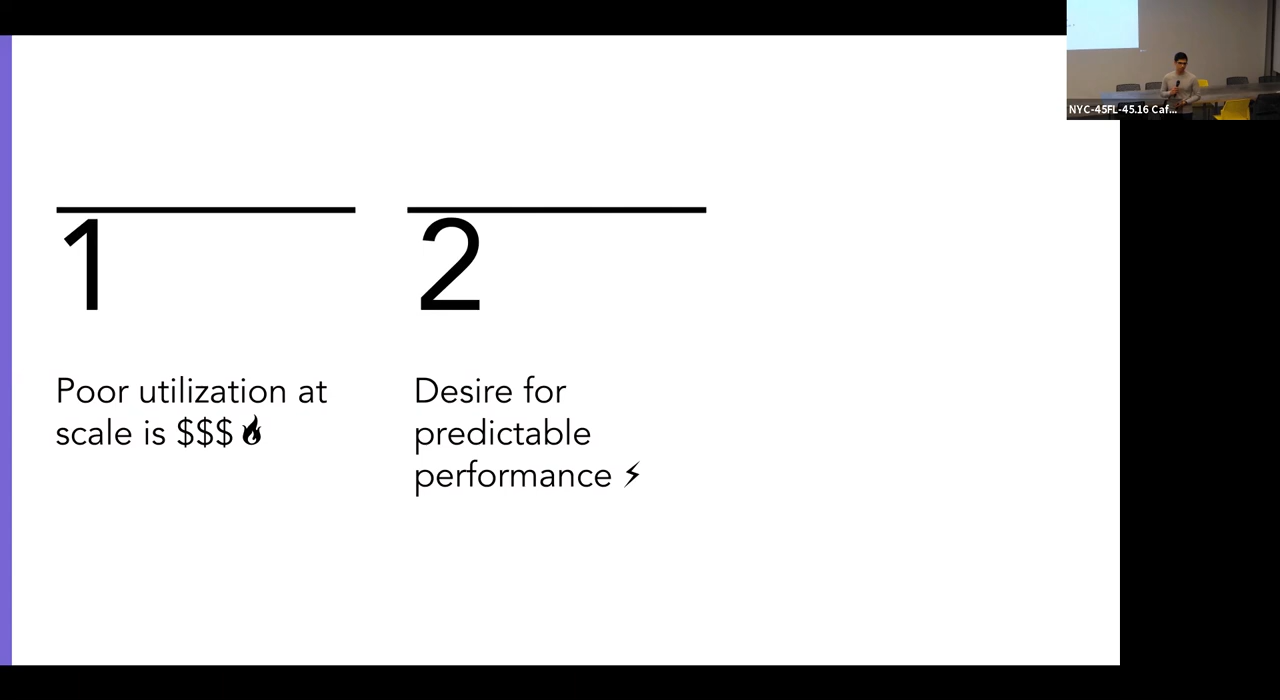 NYC-45FL-45.16 Caf...
1
Poor utilization at
scale is $$$🔥
2
Desire for
predictable
performance ⚡